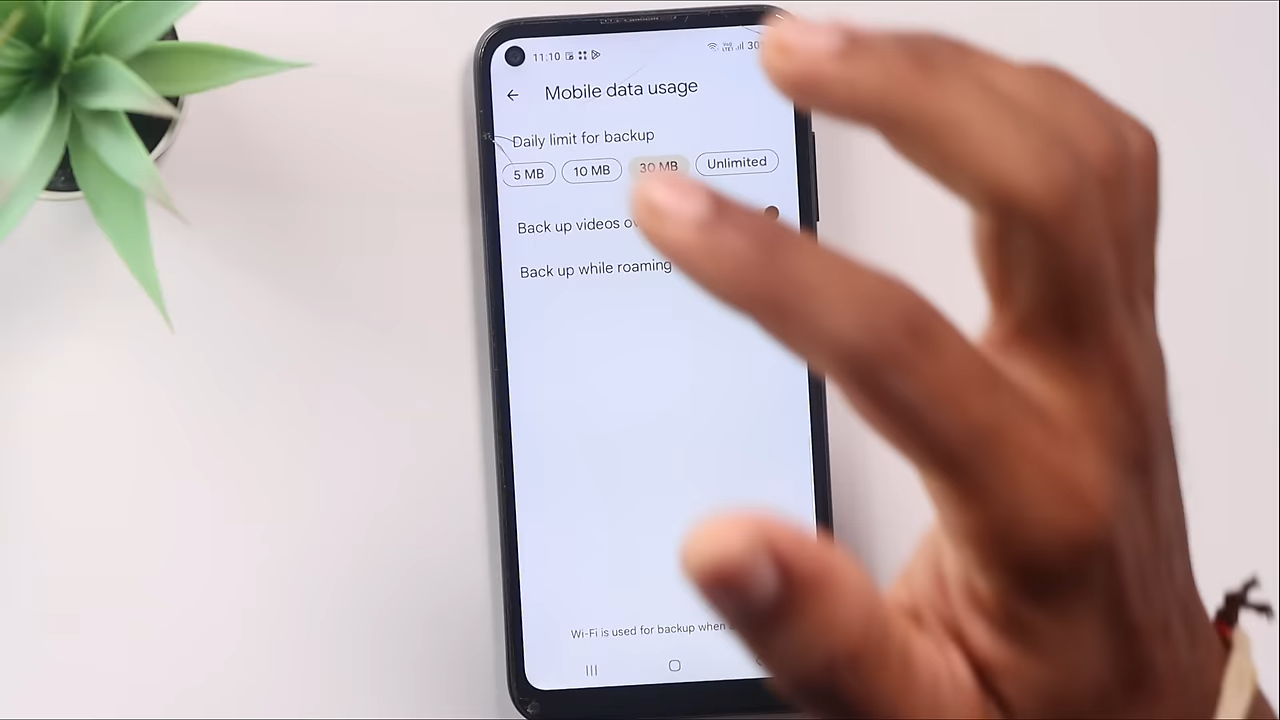 11:10 30
Mobile data usage
Daily limit for backup
5 MB 10 MB 30 MB Unlimited
Back up videos
Back up while roaming
Wi-Fi is used for backup when